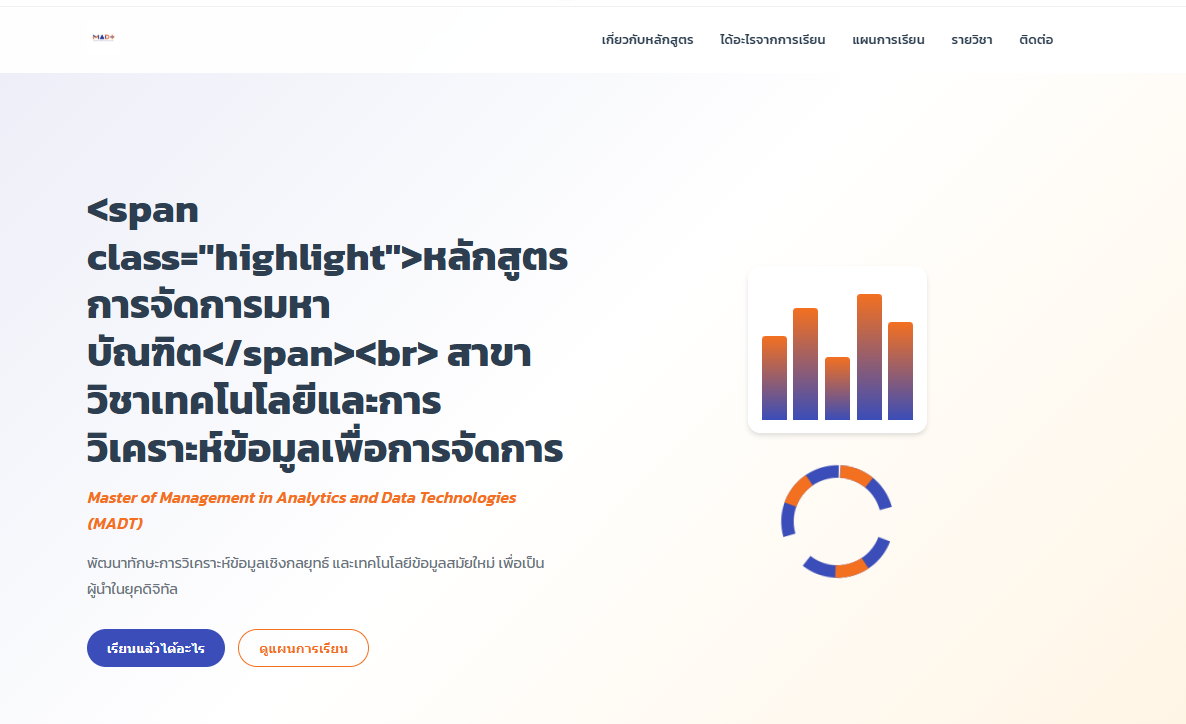 MADT
เกี่ยวกับหลักสูตร ได้อะไรจากการเรียน แผนการเรียน รายวิชา ติดต่อ
<span
class="highlight">หลักสูตร
การจัดการมหา
บัณฑิต</span><br> สาขา
วิชาเทคโนโลยีและการ
วิเคราะห์ข้อมูลเพื่อการจัดการ
Master of Management in Analytics and Data Technologies
(MADT)
พัฒนาทักษะการวิเคราะห์ข้อมูลเชิงกลยุทธ์ และเทคโนโลยีข้อมูลสมัยใหม่ เพื่อเป็น
ผู้นำในยุคดิจิทัล
เรียนแล้วได้อะไร ดูแผนการเรียน